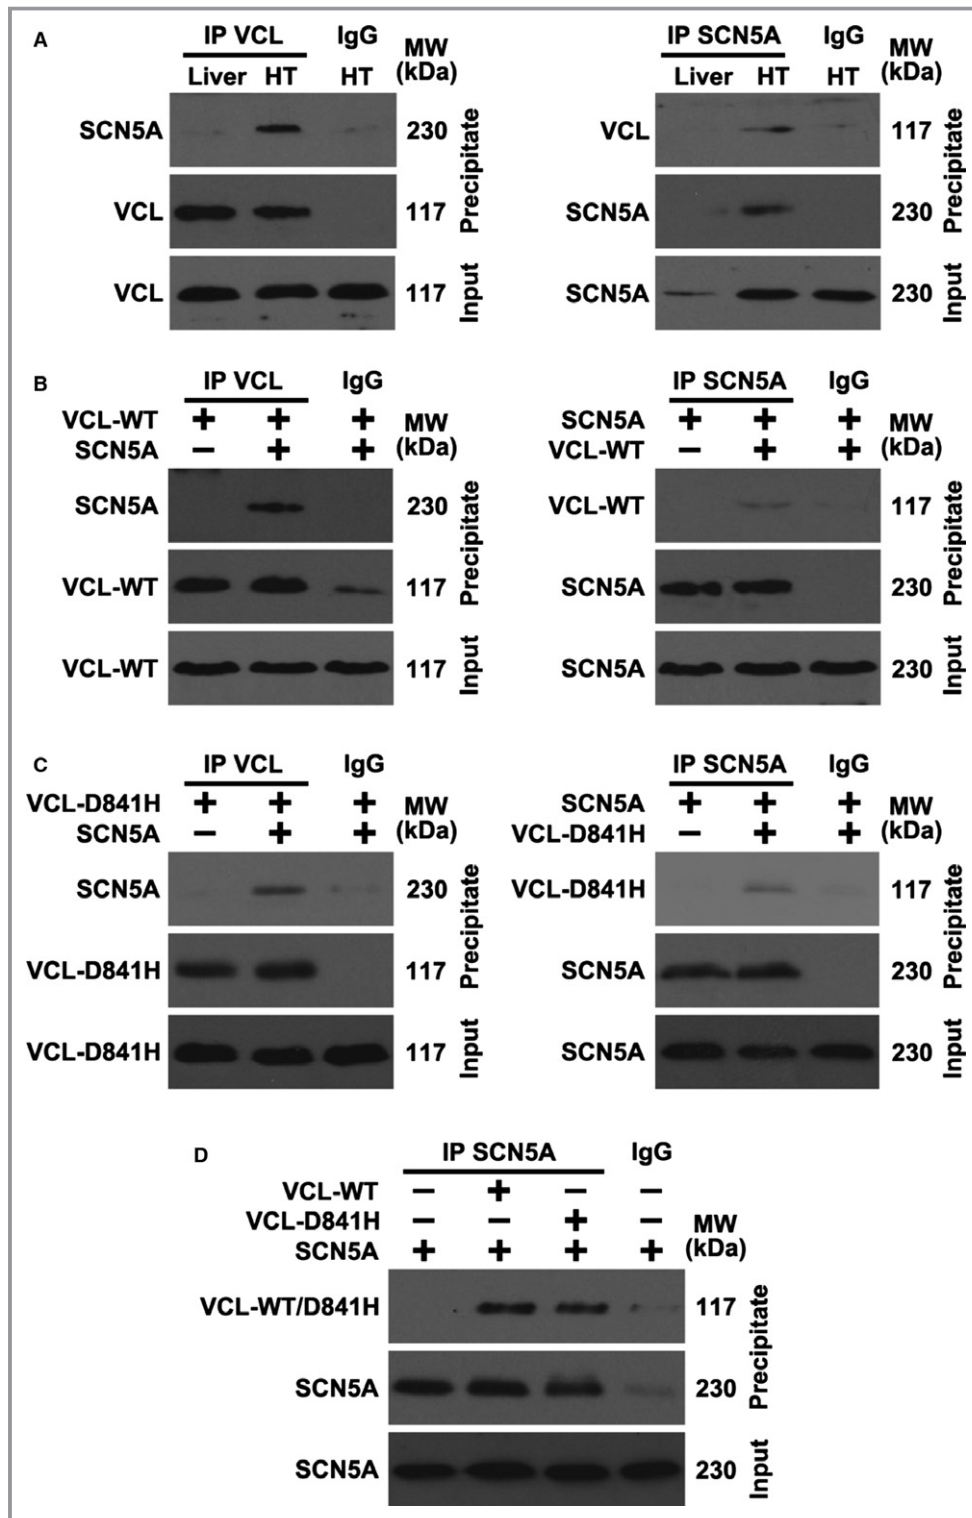 A
IP VCL IgG MW (kDa)
Liver HT HT
SCN5A 230
VCL 117
Precipitate
VCL 117
Input
IP SCN5A IgG MW (kDa)
Liver HT HT
VCL 117
SCN5A 230
Precipitate
SCN5A 230
Input
B
IP VCL IgG
VCL-WT + + + MW
SCN5A − + + (kDa)
SCN5A 230
VCL-WT 117
Precipitate
VCL-WT 117
Input
IP SCN5A IgG
SCN5A + + + MW
VCL-WT − + + (kDa)
VCL-WT 117
SCN5A 230
Precipitate
SCN5A 230
Input
C
IP VCL IgG
VCL-D841H + + + MW
SCN5A − + + (kDa)
SCN5A 230
VCL-D841H 117
Precipitate
VCL-D841H 117
Input
IP SCN5A IgG
SCN5A + + + MW
VCL-D841H − + + (kDa)
VCL-D841H 117
SCN5A 230
Precipitate
SCN5A 230
Input
D
IP SCN5A IgG
VCL-WT − + − −
VCL-D841H − − + − MW
SCN5A + + + + (kDa)
VCL-WT/D841H 117
SCN5A 230
Precipitate
SCN5A 230
Input